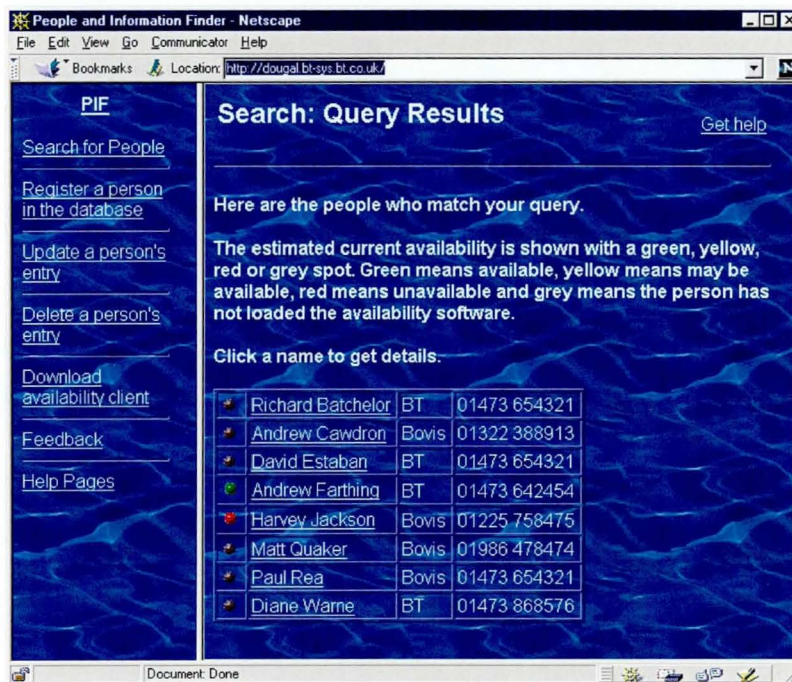 People and Information Finder - Netscape
File Edit View Go Communicator Help
Bookmarks Location: http://dougal.bt-sys.bt.co.uk/
N
PIF
Search for People
Register a person
in the database
Update a person's
entry
Delete a person's
entry
Download
availability client
Feedback
Help Pages
Search: Query Results
Get help
Here are the people who match your query.
The estimated current availability is shown with a green, yellow,
red or grey spot. Green means available, yellow means may be
available, red means unavailable and grey means the person has
not loaded the availability software.
Click a name to get details.
Richard Batchelor BT 01473 654321
Andrew Cawdron Bovis 01322 388913
David Estaban BT 01473 654321
Andrew Farthing BT 01473 642454
Harvey Jackson Bovis 01225 758475
Matt Quaker Bovis 01986 478474
Paul Rea Bovis 01473 654321
Diane Warne BT 01473 868576
Document: Done